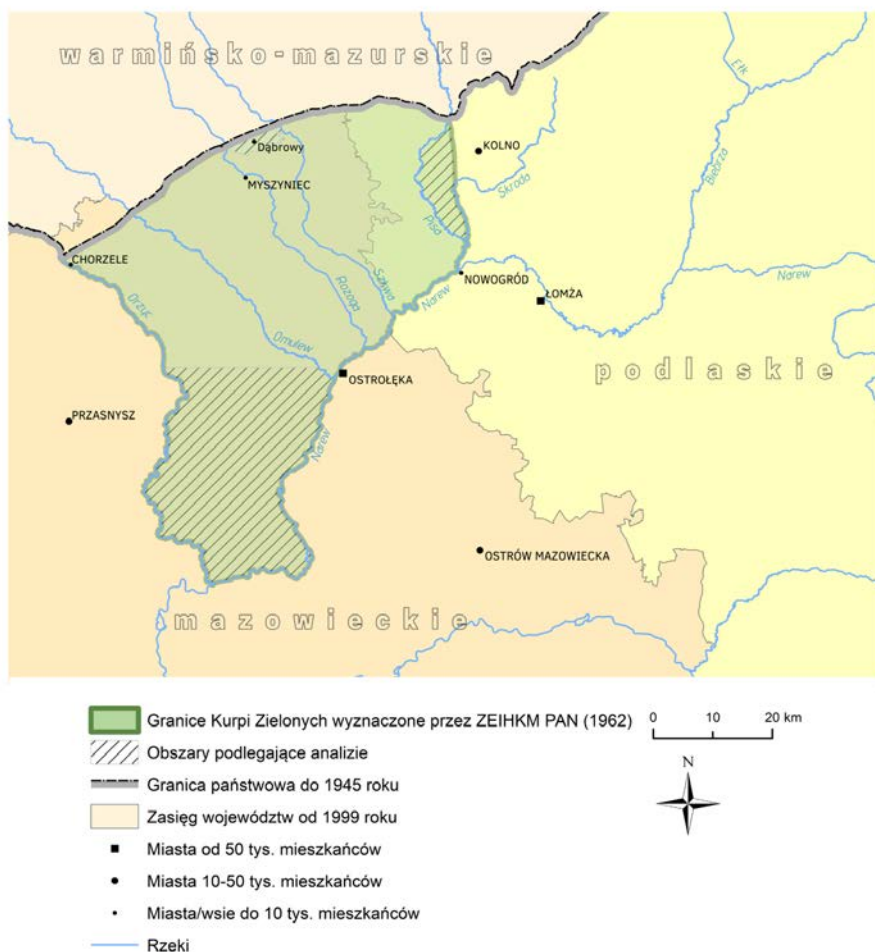 warmińsko-mazurskie
Ełk
Dąbrowy
KOLNO
MYSZYNIEC
Skroda
Biebrza
Pisa
CHORZELE
NOWOGRÓD
Orzyc
Rozoga
Szkwa
Narew
ŁOMŻA
Narew
Omulew
podlaskie
OSTROŁĘKA
PRZASNYSZ
Narew
OSTRÓW MAZOWIECKA
mazowieckie
Granice Kurpi Zielonych wyznaczone przez ZEIHKM PAN (1962)
0 10 20 km
Obszary podlegające analizie
Granica państwowa do 1945 roku
N
Zasięg województw od 1999 roku
Miasta od 50 tys. mieszkańców
Miasta 10-50 tys. mieszkańców
Miasta/wsie do 10 tys. mieszkańców
Rzeki